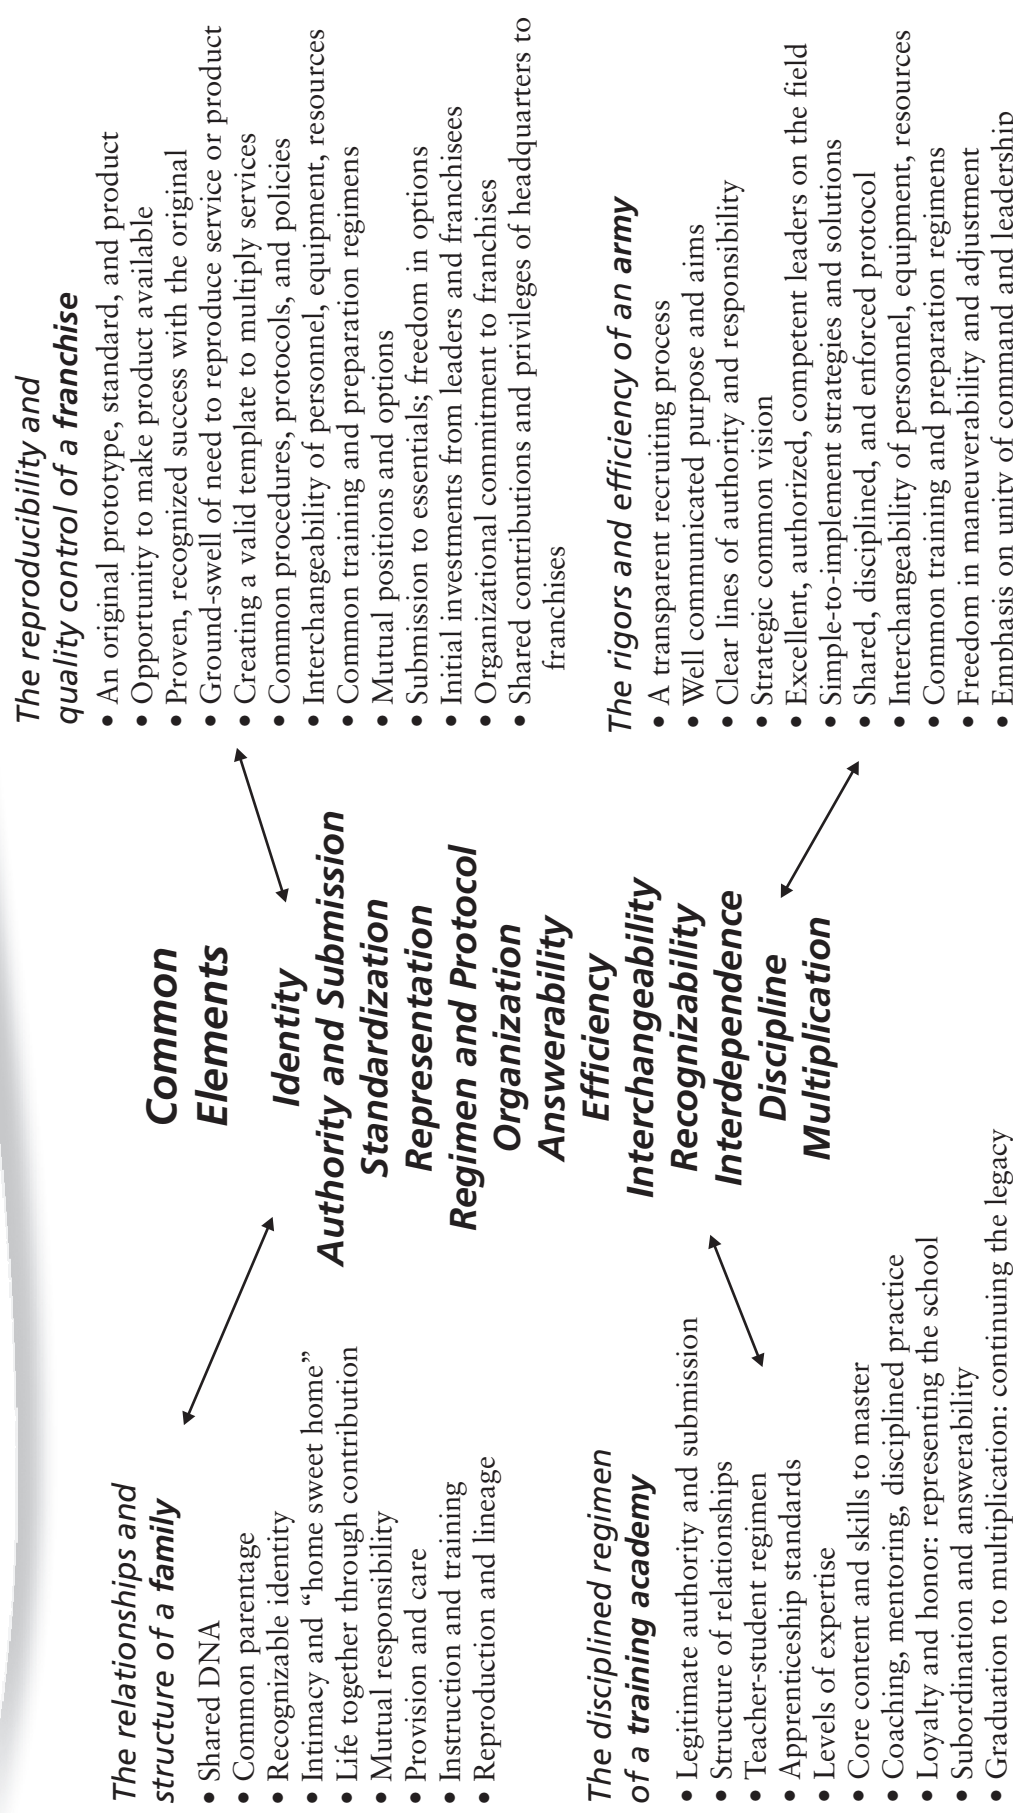 The relationships and
structure of a family
• Shared DNA
• Common parentage
• Recognizable identity
• Intimacy and “home sweet home”
• Life together through contribution
• Mutual responsibility
• Provision and care
• Instruction and training
• Reproduction and lineage
The disciplined regimen
of a training academy
• Legitimate authority and submission
• Structure of relationships
• Teacher-student regimen
• Apprenticeship standards
• Levels of expertise
• Core content and skills to master
• Coaching, mentoring, disciplined practice
• Loyalty and honor: representing the school
• Subordination and answerability
• Graduation to multiplication: continuing the legacy
Common
Elements
Identity
Authority and Submission
Standardization
Representation
Regimen and Protocol
Organization
Answerability
Efficiency
Interchangeability
Recognizability
Interdependence
Discipline
Multiplication
The reproducibility and
quality control of a franchise
• An original prototype, standard, and product
• Opportunity to make product available
• Proven, recognized success with the original
• Ground-swell of need to reproduce service or product
• Creating a valid template to multiply services
• Common procedures, protocols, and policies
• Interchangeability of personnel, equipment, resources
• Common training and preparation regimens
• Mutual positions and options
• Submission to essentials; freedom in options
• Initial investments from leaders and franchisees
• Organizational commitment to franchises
• Shared contributions and privileges of headquarters to
franchises
The rigors and efficiency of an army
• A transparent recruiting process
• Well communicated purpose and aims
• Clear lines of authority and responsibility
• Strategic common vision
• Excellent, authorized, competent leaders on the field
• Simple-to-implement strategies and solutions
• Shared, disciplined, and enforced protocol
• Interchangeability of personnel, equipment, resources
• Common training and preparation regimens
• Freedom in maneuverability and adjustment
• Emphasis on unity of command and leadership